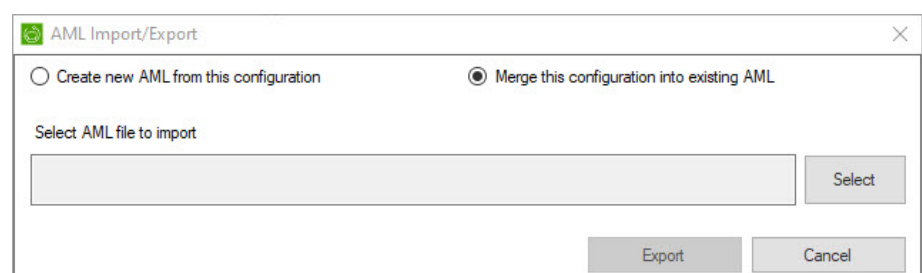 AML Import/Export
Create new AML from this configuration
Merge this configuration into existing AML
Select AML file to import
Select
Export
Cancel